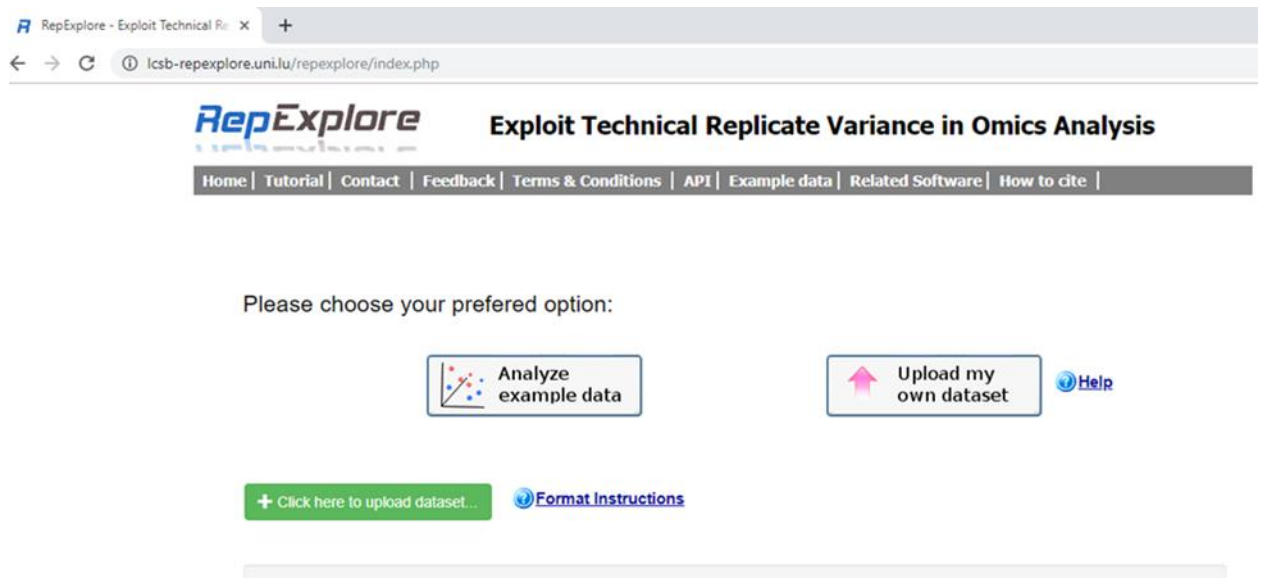 RepExplore - Exploit Technical Re
lcsb-repexplore.uni.lu/repexplore/index.php
RepExplore
Exploit Technical Replicate Variance in Omics Analysis
Home | Tutorial | Contact | Feedback | Terms & Conditions | API | Example data | Related Software | How to cite |
Please choose your prefered option:
Analyze
example data
Upload my
own dataset
Help
+ Click here to upload dataset...
Format Instructions